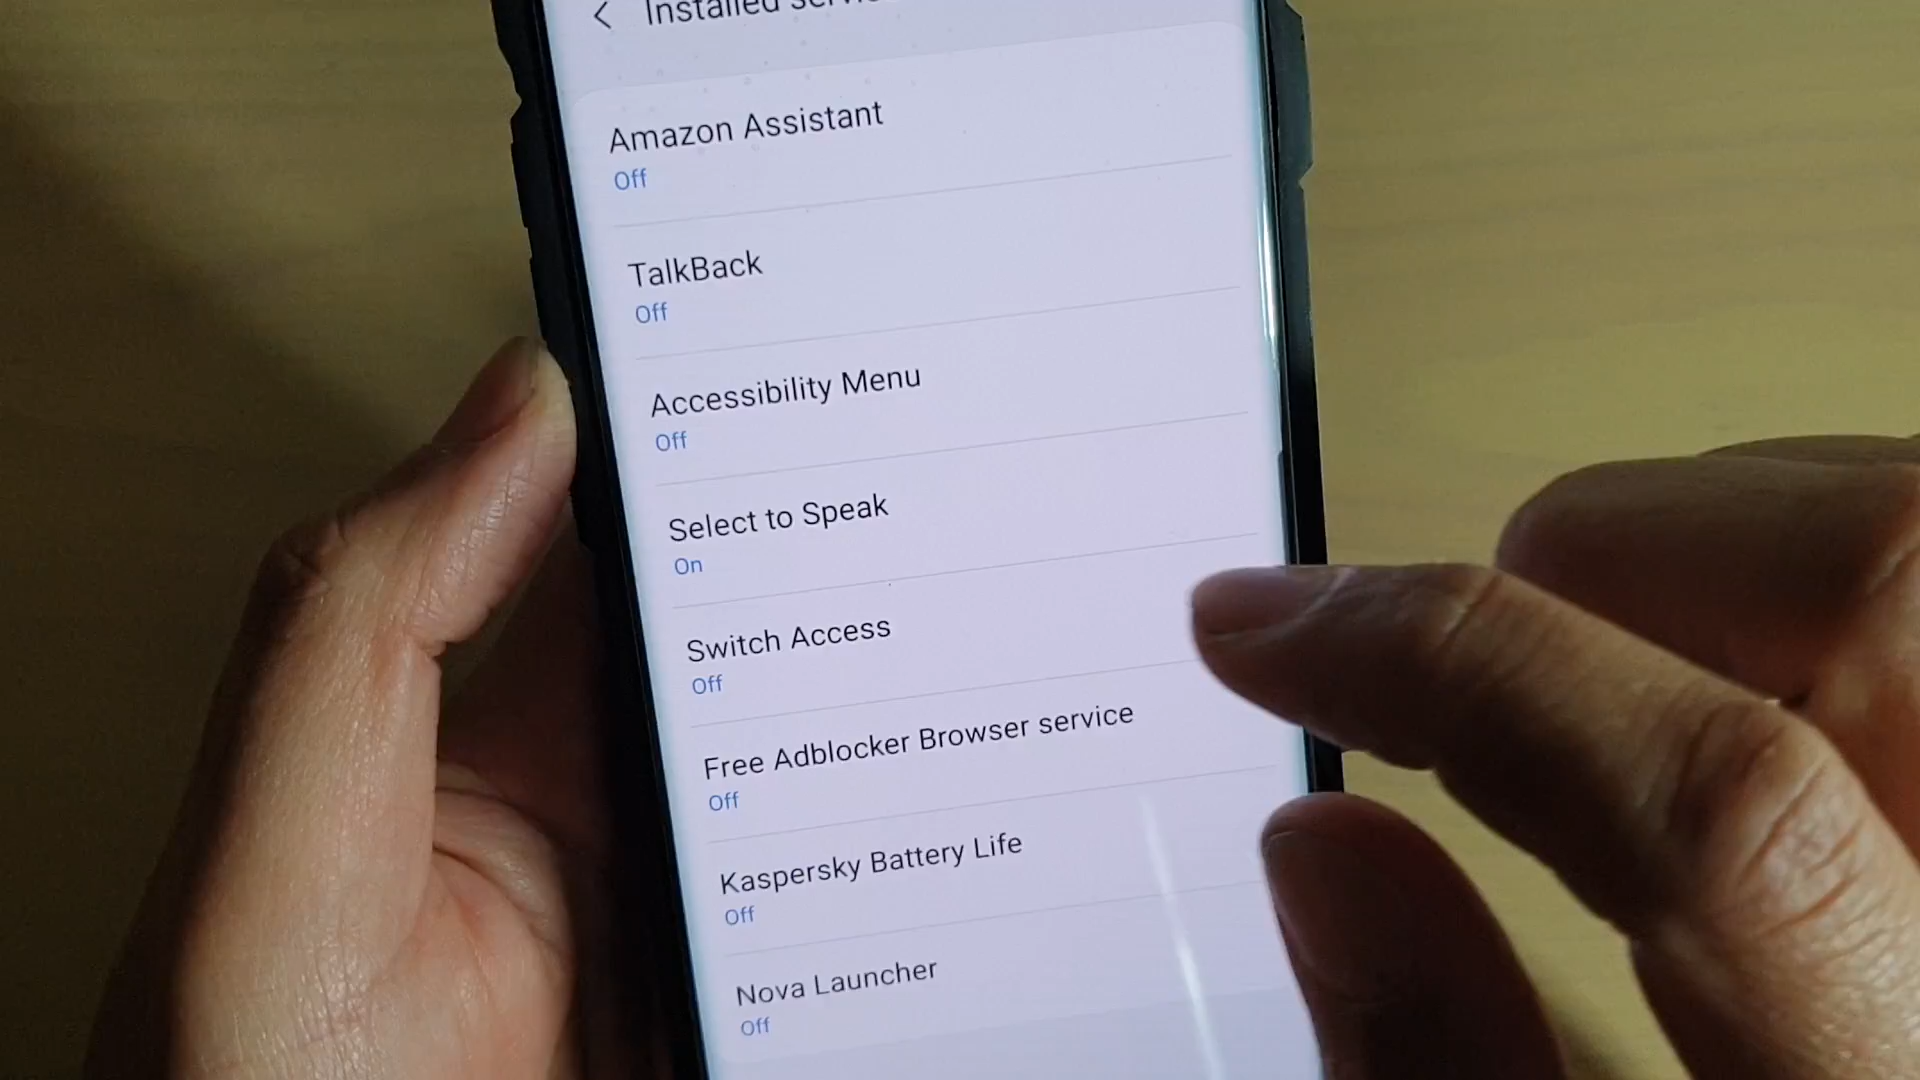 Installed
Amazon Assistant
Off
TalkBack
Off
Accessibility Menu
Off
Select to Speak
On
Switch Access
Off
Free Adblocker Browser service
Off
Kaspersky Battery Life
Off
Nova Launcher
Off